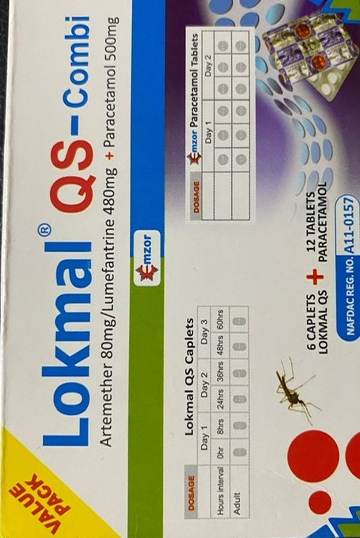 VALUE
PACK
Lokmal® QS-Combi
Artemether 80mg/Lumefantrine 480mg + Paracetamol 500mg
Emzor
Lokmal QS Caplets
DOSAGE Day 1 Day 2 Day 3
Hours interval 0hr 8hrs 24hrs 36hrs 48hrs 60hrs
Adult
Emzor Paracetamol Tablets
DOSAGE Day 1 Day 2
6 CAPLETS + 12 TABLETS
LOKMAL QS PARACETAMOL
NAFDAC REG. NO. A11-0157